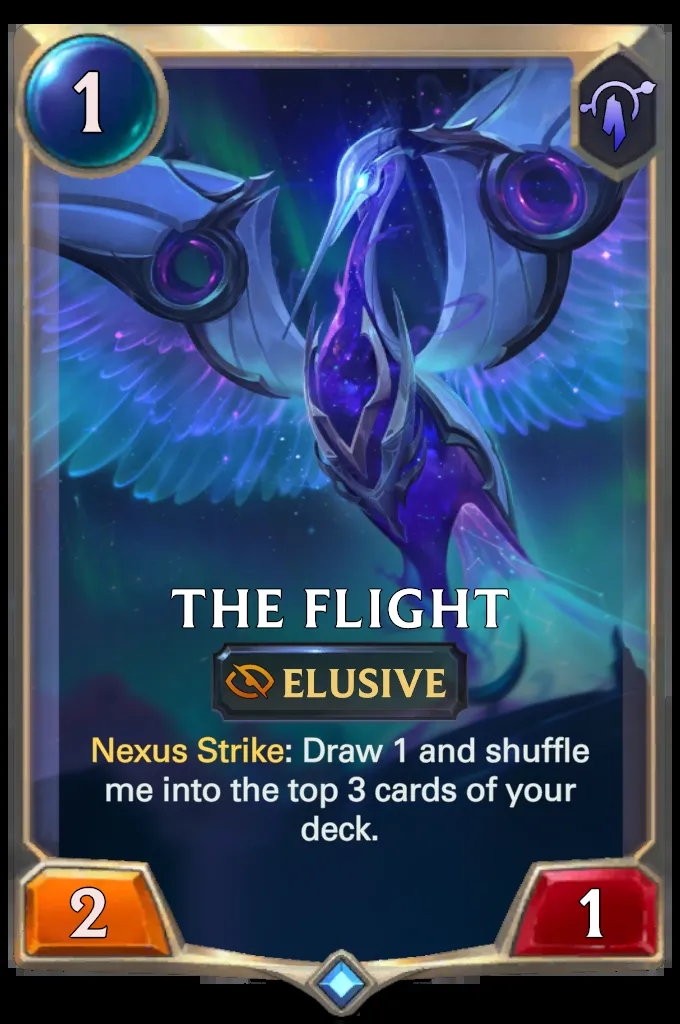 1
THE FLIGHT
ELUSIVE
Nexus Strike: Draw 1 and shuffle
me into the top 3 cards of your
deck.
2
1